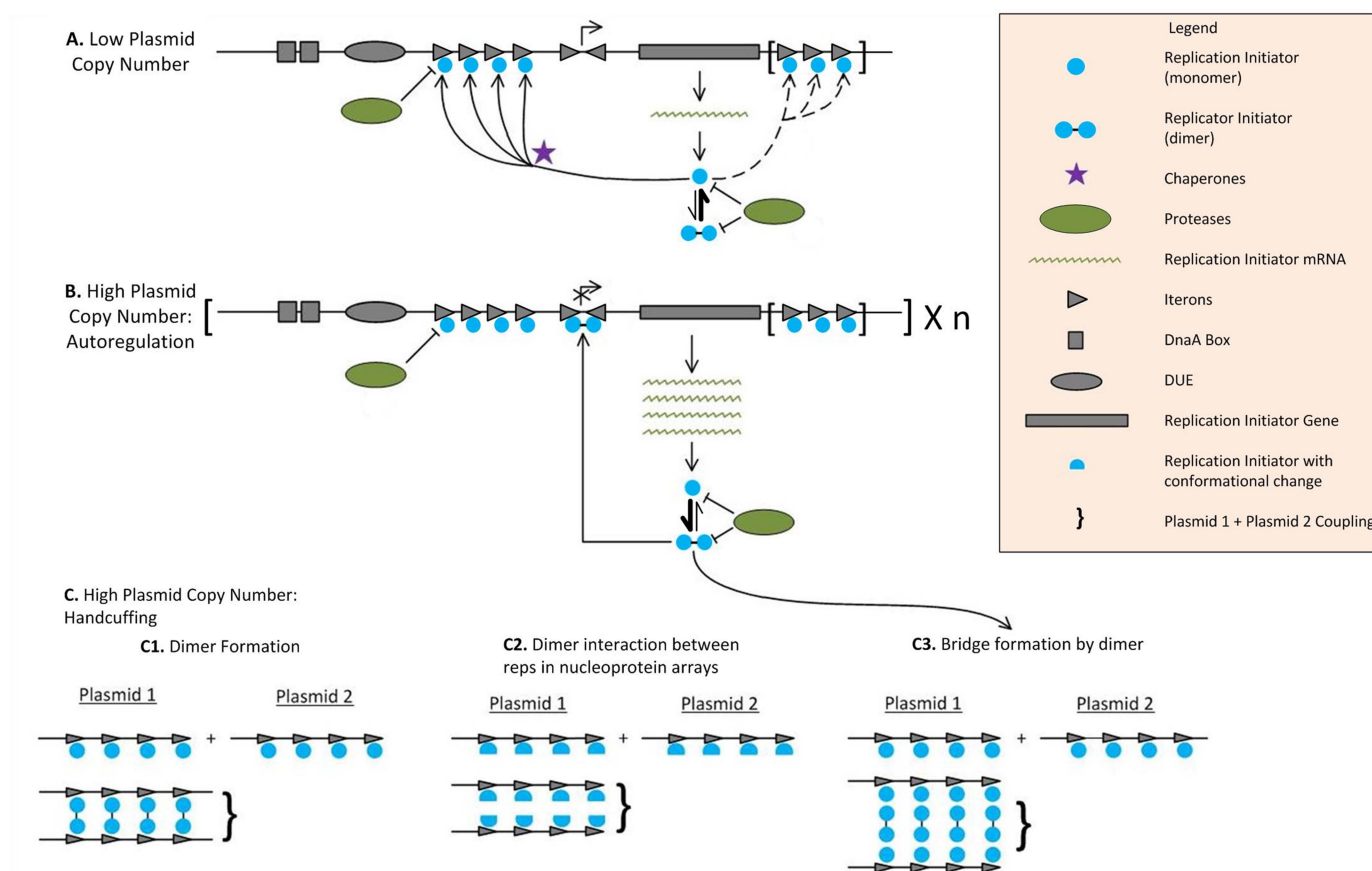 A. Low Plasmid
Copy Number
[
]
B. High Plasmid
Copy Number:
Autoregulation
[
[
]
] X n
C. High Plasmid Copy Number:
Handcuffing
C1. Dimer Formation
Plasmid 1
Plasmid 2
+
}
C2. Dimer interaction between
reps in nucleoprotein arrays
Plasmid 1
Plasmid 2
+
}
C3. Bridge formation by dimer
Plasmid 1
Plasmid 2
+
}
Legend
Replication Initiator
(monomer)
Replicator Initiator
(dimer)
Chaperones
Proteases
Replication Initiator mRNA
Iterons
DnaA Box
DUE
Replication Initiator Gene
Replication Initiator with
conformational change
}
Plasmid 1 + Plasmid 2 Coupling